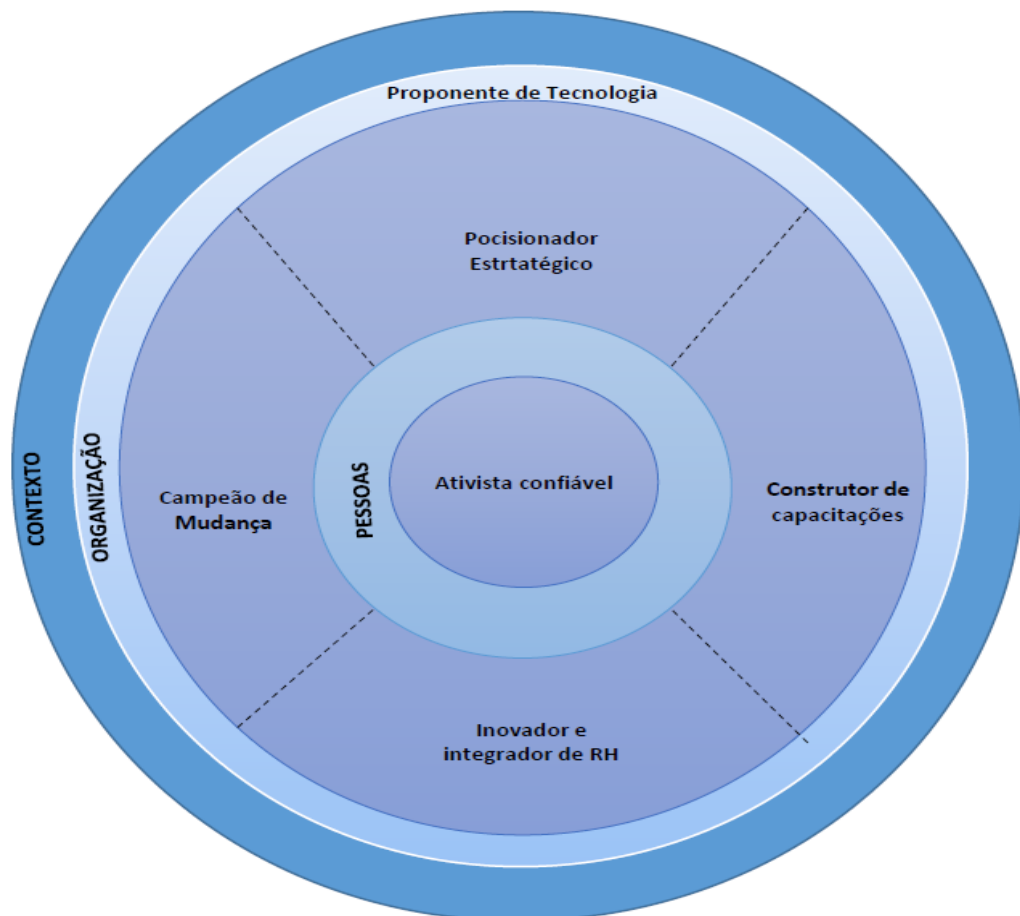 Proponente de Tecnologia
Pocisionador
Estrtatégico
CONTEXTO
ORGANIZAÇÃO
Campeão de
Mudança
PESSOAS
Ativista confiável
Construtor de
capacitações
Inovador e
integrador de RH